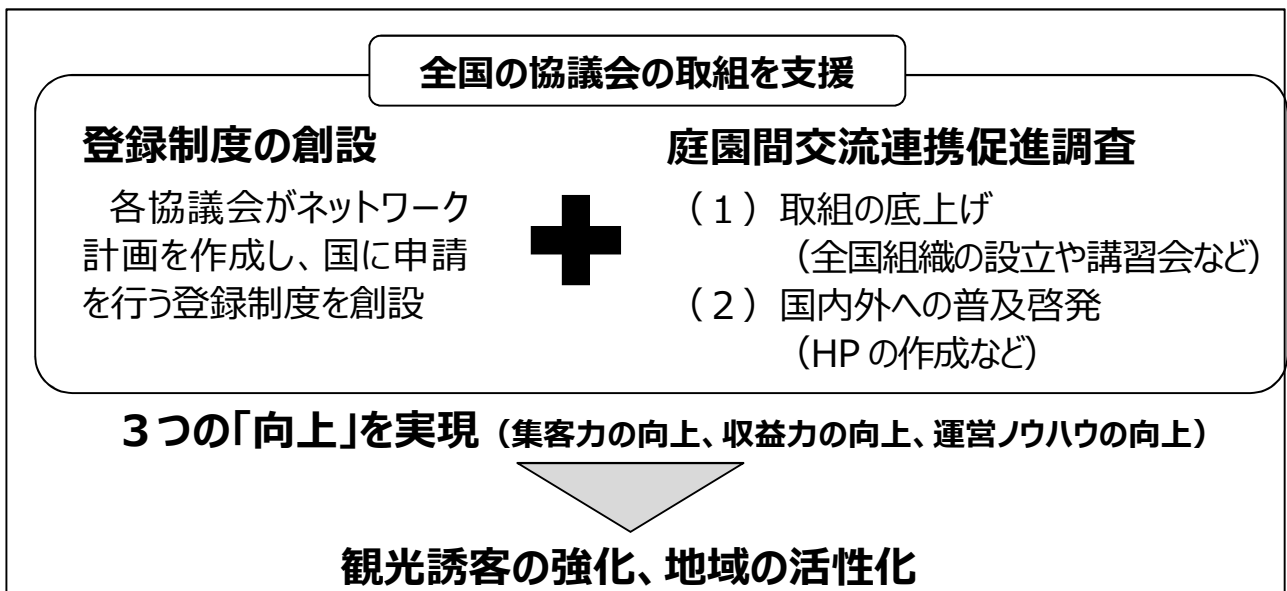 全国の協議会の取組を支援
登録制度の創設
各協議会がネットワーク
計画を作成し、国に申請
を行う登録制度を創設
庭園間交流連携促進調査
（１）取組の底上げ
（全国組織の設立や講習会など）
（２）国内外への普及啓発
（HP の作成など）
３つの「向上」を実現（集客力の向上、収益力の向上、運営ノウハウの向上）
観光誘客の強化、地域の活性化